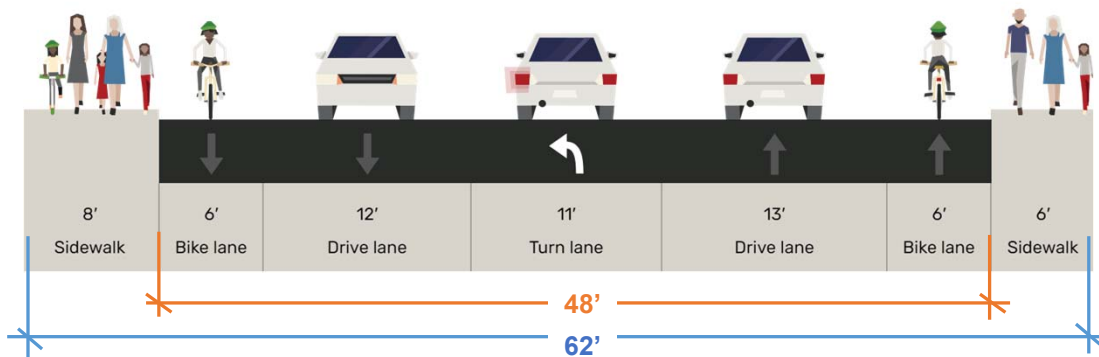 8′ 6′ 12′ 11′ 13′ 6′ 6′
Sidewalk Bike lane Drive lane Turn lane Drive lane Bike lane Sidewalk
48’
62’